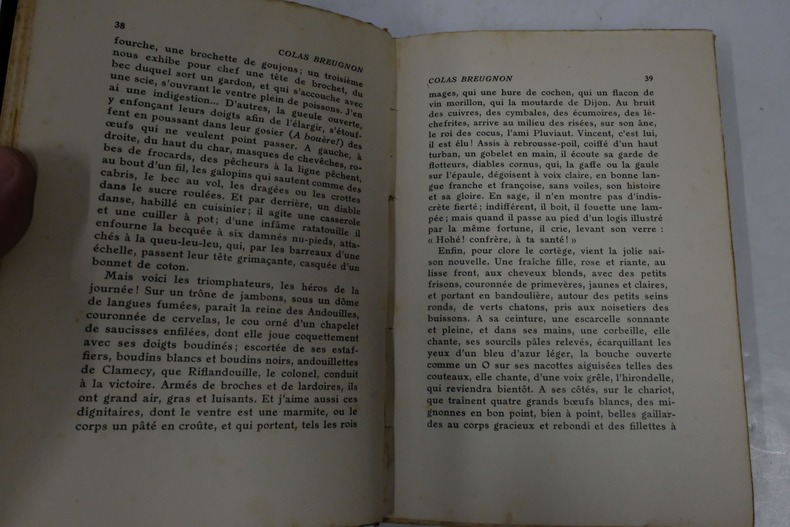 38
COLAS BREUGNON
fourche, une brochette de goujons ; un troisième
nous exhibe pour chef une tête de brochet, du
bec duquel sort un gardon, et qui s'accouche avec
une scie, s'ouvrant le ventre plein de poissons. J'en
ai une indigestion... D'autres, la gueule ouverte,
y enfonçant leurs doigts afin de l'élargir, s'étouf-
fent en poussant dans leur gosier (A bouère!) des
œufs qui ne veulent point passer. A gauche, à
droite, du haut du char, masques de chevêches, ro-
bes de frocards, des pêcheurs à la ligne pêchent,
au bout d'un fil, les galopins qui sautent comme des
cabris, le bec au vol, les dragées ou les crottes
dans le sucre roulées. Et par derrière, un diable
danse, habillé en cuisinier ; il agite une casserole
et une cuiller à pot ; d'une infâme ratatouille il
enfourne la becquée à six damnés nu-pieds, atta-
chés à la queu-leu-leu, qui, par les barreaux d'une
échelle, passent leur tête grimaçante, casquée d'un
bonnet de coton.
Mais voici les triomphateurs, les héros de la
journée ! Sur un trône de jambons, sous un dôme
de langues fumées, paraît la reine des Andouilles,
couronnée de cervelas, le cou orné d'un chapelet
de saucisses enfilées, dont elle joue coquettement
avec ses doigts boudinés ; escortée de ses estaf-
fiers, boudins blancs et boudins noirs, andouillettes
de Clamecy, que Riflandouille, le colonel, conduit
à la victoire. Armés de broches et de lardoires, ils
ont grand air, gras et luisants. Et j'aime aussi ces
dignitaires, dont le ventre est une marmite, ou le
corps un pâté en croûte, et qui portent, tels les rois
COLAS BREUGNON
39
mages, qui une hure de cochon, qui un flacon de
vin morillon, qui la moutarde de Dijon. Au bruit
des cuivres, des cymbales, des écumoires, des lè-
chefrites, arrive au milieu des risées, sur son âne,
le roi des cocus, l'ami Pluviaut. Vincent, c'est lui,
il est élu ! Assis à rebrousse-poil, coiffé d'un haut
turban, un gobelet en main, il écoute sa garde de
flotteurs, diables cornus, qui, la gaffe ou la gaule
sur l'épaule, dégoisent à voix claire, en bonne lan-
gue franche et françoise, sans voiles, son histoire
et sa gloire. En sage, il n'en montre pas d'indis-
crète fierté ; indifférent, il boit, il fouette une lam-
pée ; mais quand il passe au pied d'un logis illustré
par la même fortune, il crie, levant son verre :
« Hohé ! confrère, à ta santé ! »
Enfin, pour clore le cortège, vient la jolie sai-
son nouvelle. Une fraîche fille, rose et riante, au
lisse front, aux cheveux blonds, avec des petits
frisons, couronnée de primevères, jaunes et claires,
et portant en bandoulière, autour des petits seins
ronds, de verts chatons, pris aux noisetiers des
buissons. A sa ceinture, une escarcelle sonnante
et pleine, et dans ses mains, une corbeille, elle
chante, ses sourcils pâles relevés, écarquillant les
yeux d'un bleu d'azur léger, la bouche ouverte
comme un O sur ses nacottes aiguisées telles des
couteaux, elle chante, d'une voix grêle, l'hirondelle,
qui reviendra bientôt. A ses côtés, sur le chariot,
que traînent quatre grands bœufs blancs, des mi-
gnonnes en bon point, bien à point, belles gaillar-
des au corps gracieux et rebondi et des fillettes à